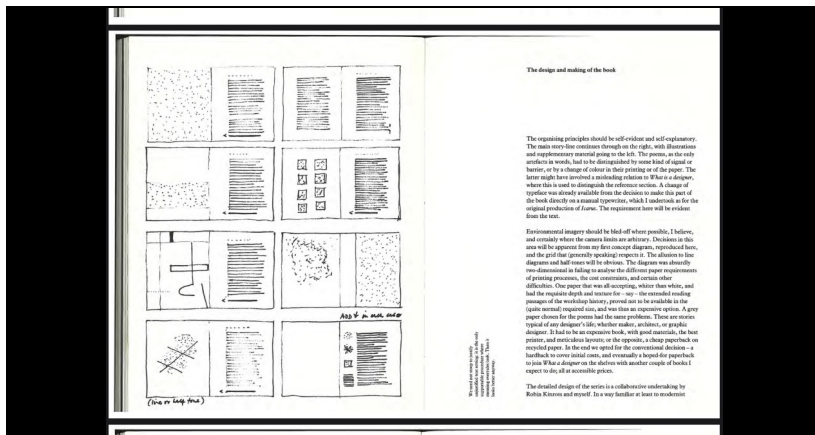 The design and making of the book
The organising principles should be self-evident and self-explanatory.
The main story-line continues through on the right, with illustrations
and supplementary material going to the left. The poems, as the only
artefacts in words, had to be distinguished by some kind of signal or
barrier, or by a change of colour in their printing or of the paper. The
latter might have involved a misleading relation to What is a designer,
where this is used to distinguish the reference section. A change of
typeface was already available from the decision to make this part of
the book directly on a manual typewriter, which I undertook as for the
original production of Icarus. The requirement here will be evident
from the text.
Environmental imagery should be bled-off where possible, I believe,
and certainly where the camera limits are arbitrary. Decisions in this
area will be apparent from my first concept diagram, reproduced here,
and the grid that (generally speaking) respects it. The allusion to line
diagrams and half-tones will be obvious. The diagram was absurdly
two-dimensional in failing to analyse the different paper requirements
of printing processes, the cost constraints, and certain other
difficulties. One paper that was all-accepting, whiter than white, and
had the requisite depth and texture for – say – the extended reading
passages of the workshop history, proved not to be available in the
(quite normal) required size, and was thus an expensive option. A grey
paper chosen for the poems had the same problems. These are stories
typical of any designer's life; whether maker, architect, or graphic
designer. It had to be an expensive book, with good materials, the best
printer, and meticulous layouts; or the opposite, a cheap paperback on
recycled paper. In the end we opted for the conventional decision – a
hardback to cover initial costs, and eventually a hoped-for paperback
to join What a designer on the shelves with another couple of books I
expect to do; all at accessible prices.
The detailed design of the series is a collaborative undertaking by
Robin Kinross and myself. In a way familiar at least to modernist
(line or half tone)